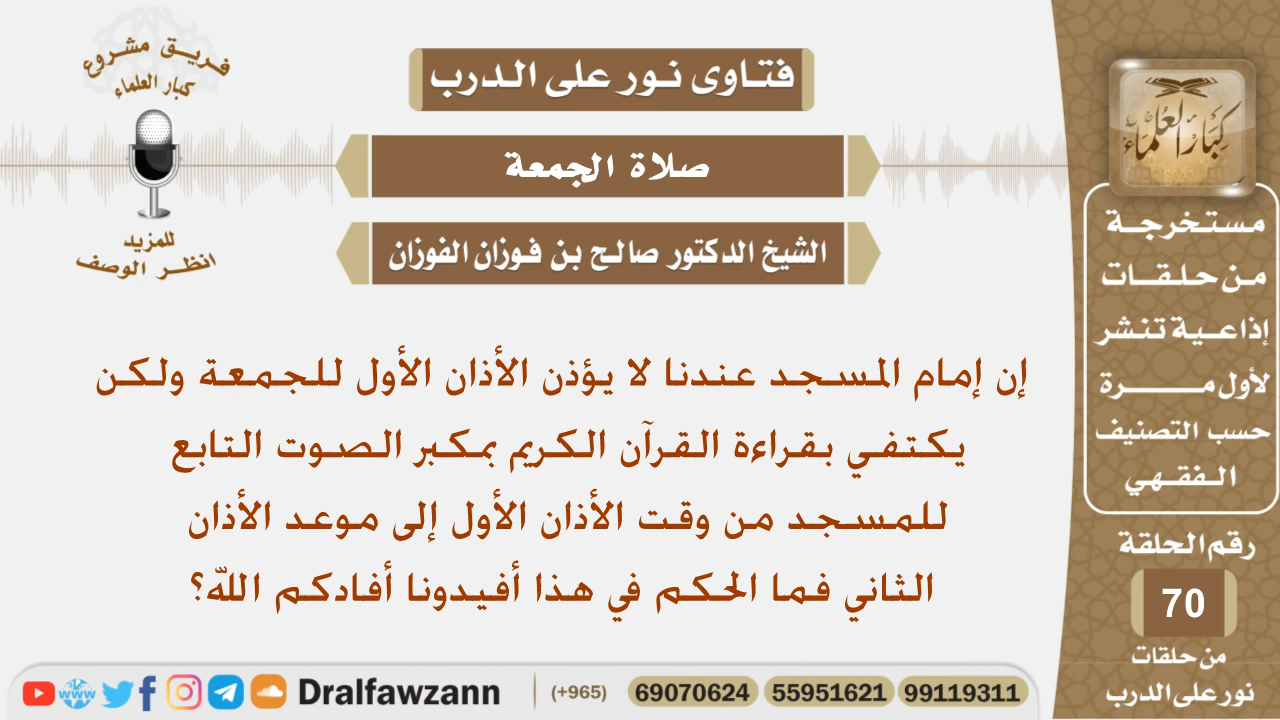 فريق مشروع
كبار العلماء
للمزيد
انظر الوصف
فتاوى نور على الدرب
صلاة الجمعة
الشيخ الدكتور صالح بن فوزان الفوزان
إن إمام المسجد عندنا لا يؤذن الأذان الأول للجمعة ولكن
يكتفي بقراءة القرآن الكريم بمكبر الصوت التابع
للمسجد من وقت الأذان الأول إلى موعد الأذان
الثاني فما الحكم في هذا أفيدونا أفادكم الله؟
كبار العلماء
مستخرجة
من حلقات
إذاعية تنشر
لأول مرة
حسب التصنيف
الفقهي
رقم الحلقة
70
من حلقات
نور على الدرب
www Dralfawzann (+965) 69070624 55951621 99119311